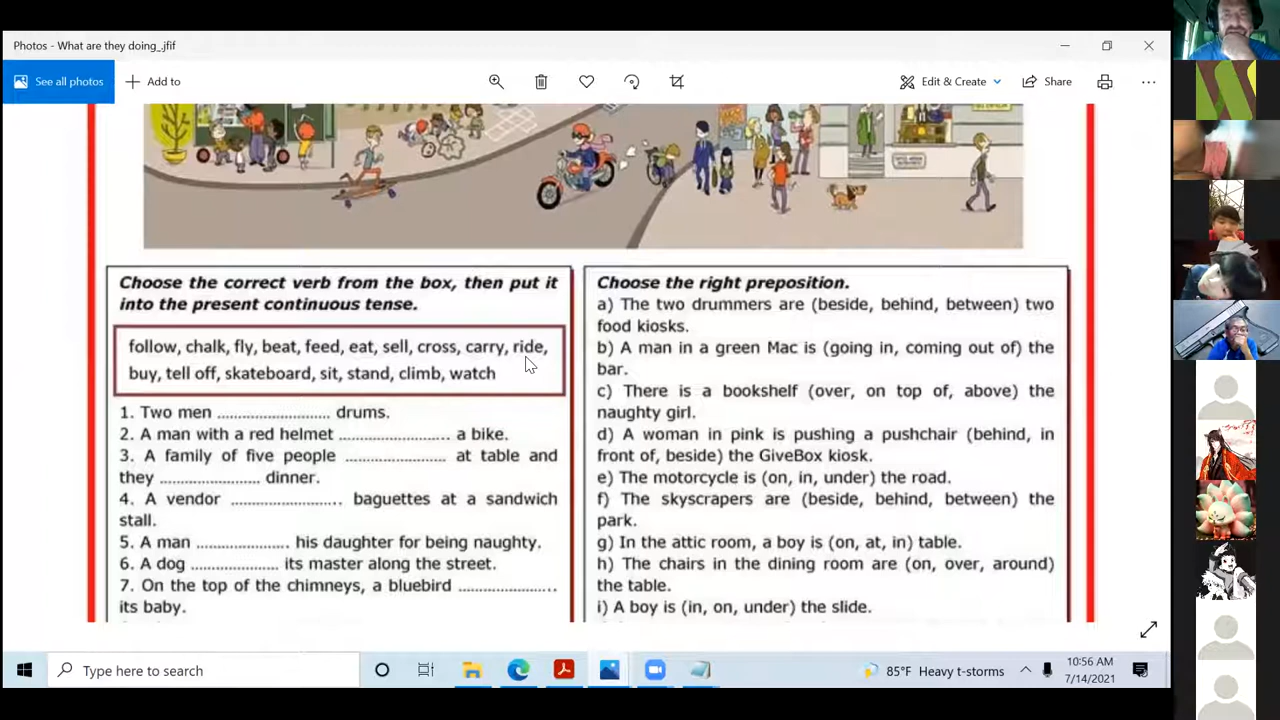 Photos - What are they doing_.jfif
See all photos
Add to
Edit & Create
Share
Choose the correct verb from the box, then put it
into the present continuous tense.
follow, chalk, fly, beat, feed, eat, sell, cross, carry, ride,
buy, tell off, skateboard, sit, stand, climb, watch
1. Two men ............................ drums.
2. A man with a red helmet ............................ a bike.
3. A family of five people ......................... at table and
they ......................... dinner.
4. A vendor ............................ baguettes at a sandwich
stall.
5. A man ....................... his daughter for being naughty.
6. A dog ...................... its master along the street.
7. On the top of the chimneys, a bluebird .........................
its baby.
Choose the right preposition.
a) The two drummers are (beside, behind, between) two
food kiosks.
b) A man in a green Mac is (going in, coming out of) the
bar.
c) There is a bookshelf (over, on top of, above) the
naughty girl.
d) A woman in pink is pushing a pushchair (behind, in
front of, beside) the GiveBox kiosk.
e) The motorcycle is (on, in, under) the road.
f) The skyscrapers are (beside, behind, between) the
park.
g) In the attic room, a boy is (on, at, in) table.
h) The chairs in the dining room are (on, over, around)
the table.
i) A boy is (in, on, under) the slide.
Type here to search
85°F Heavy t-storms
10:56 AM
7/14/2021